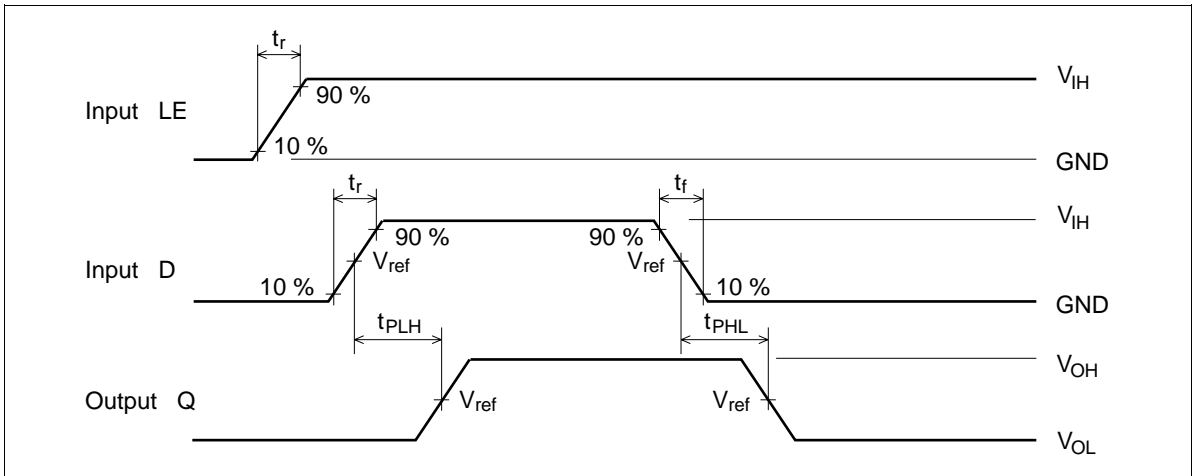 tr
VIH
90 %
Input LE
10 %
GND
tr
tf
VIH
90 %
90 %
Vref
Vref
Input D
10 %
10 %
GND
tPLH
tPHL
VOH
Output Q
Vref
Vref
VOL